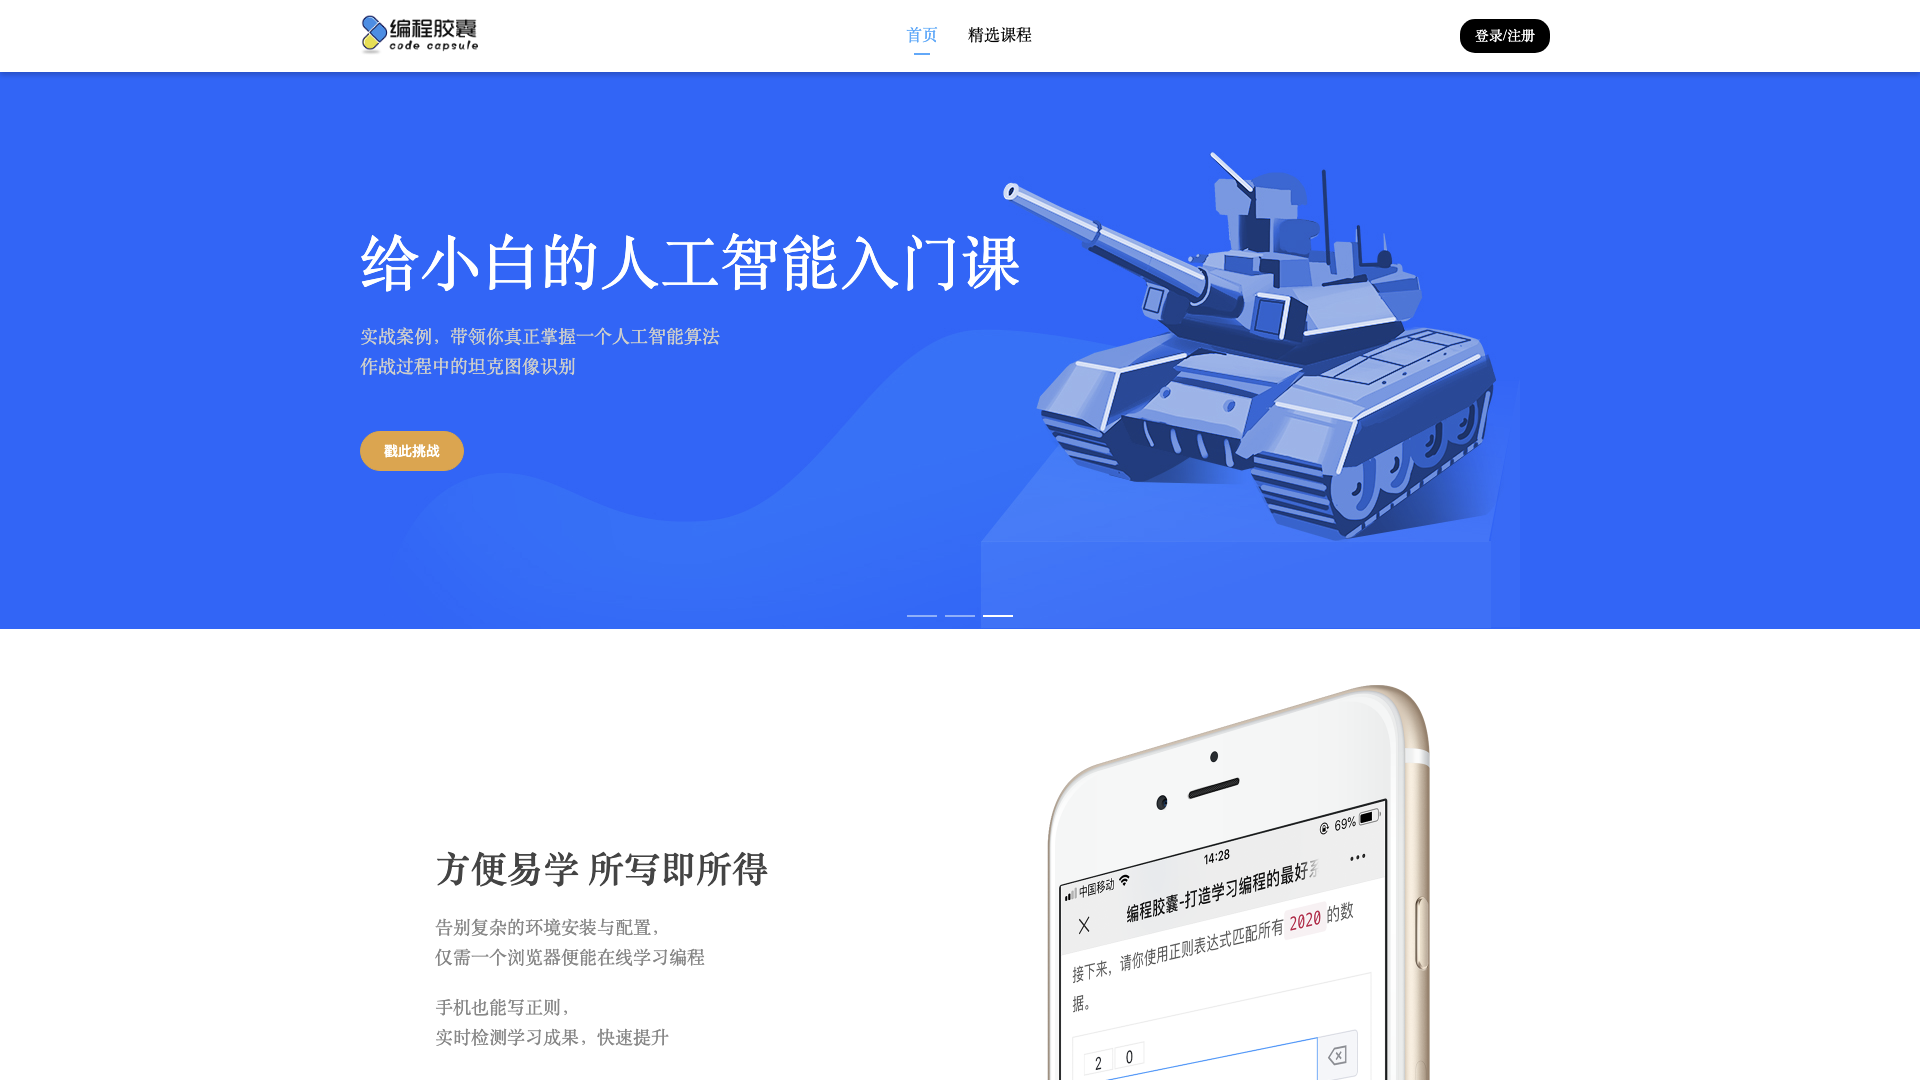 编程胶囊
code capsule
首页
精选课程
登录/注册
给小白的人工智能入门课
实战案例，带领你真正掌握一个人工智能算法
作战过程中的坦克图像识别
戳此挑战
方便易学 所写即所得
告别复杂的环境安装与配置，
仅需一个浏览器便能在线学习编程
手机也能写正则，
实时检测学习成果，快速提升
中国移动
14:28
69%
编程胶囊-打造学习编程的最好系
接下来，请你使用正则表达式匹配所有 2020 的数
据。
2 0